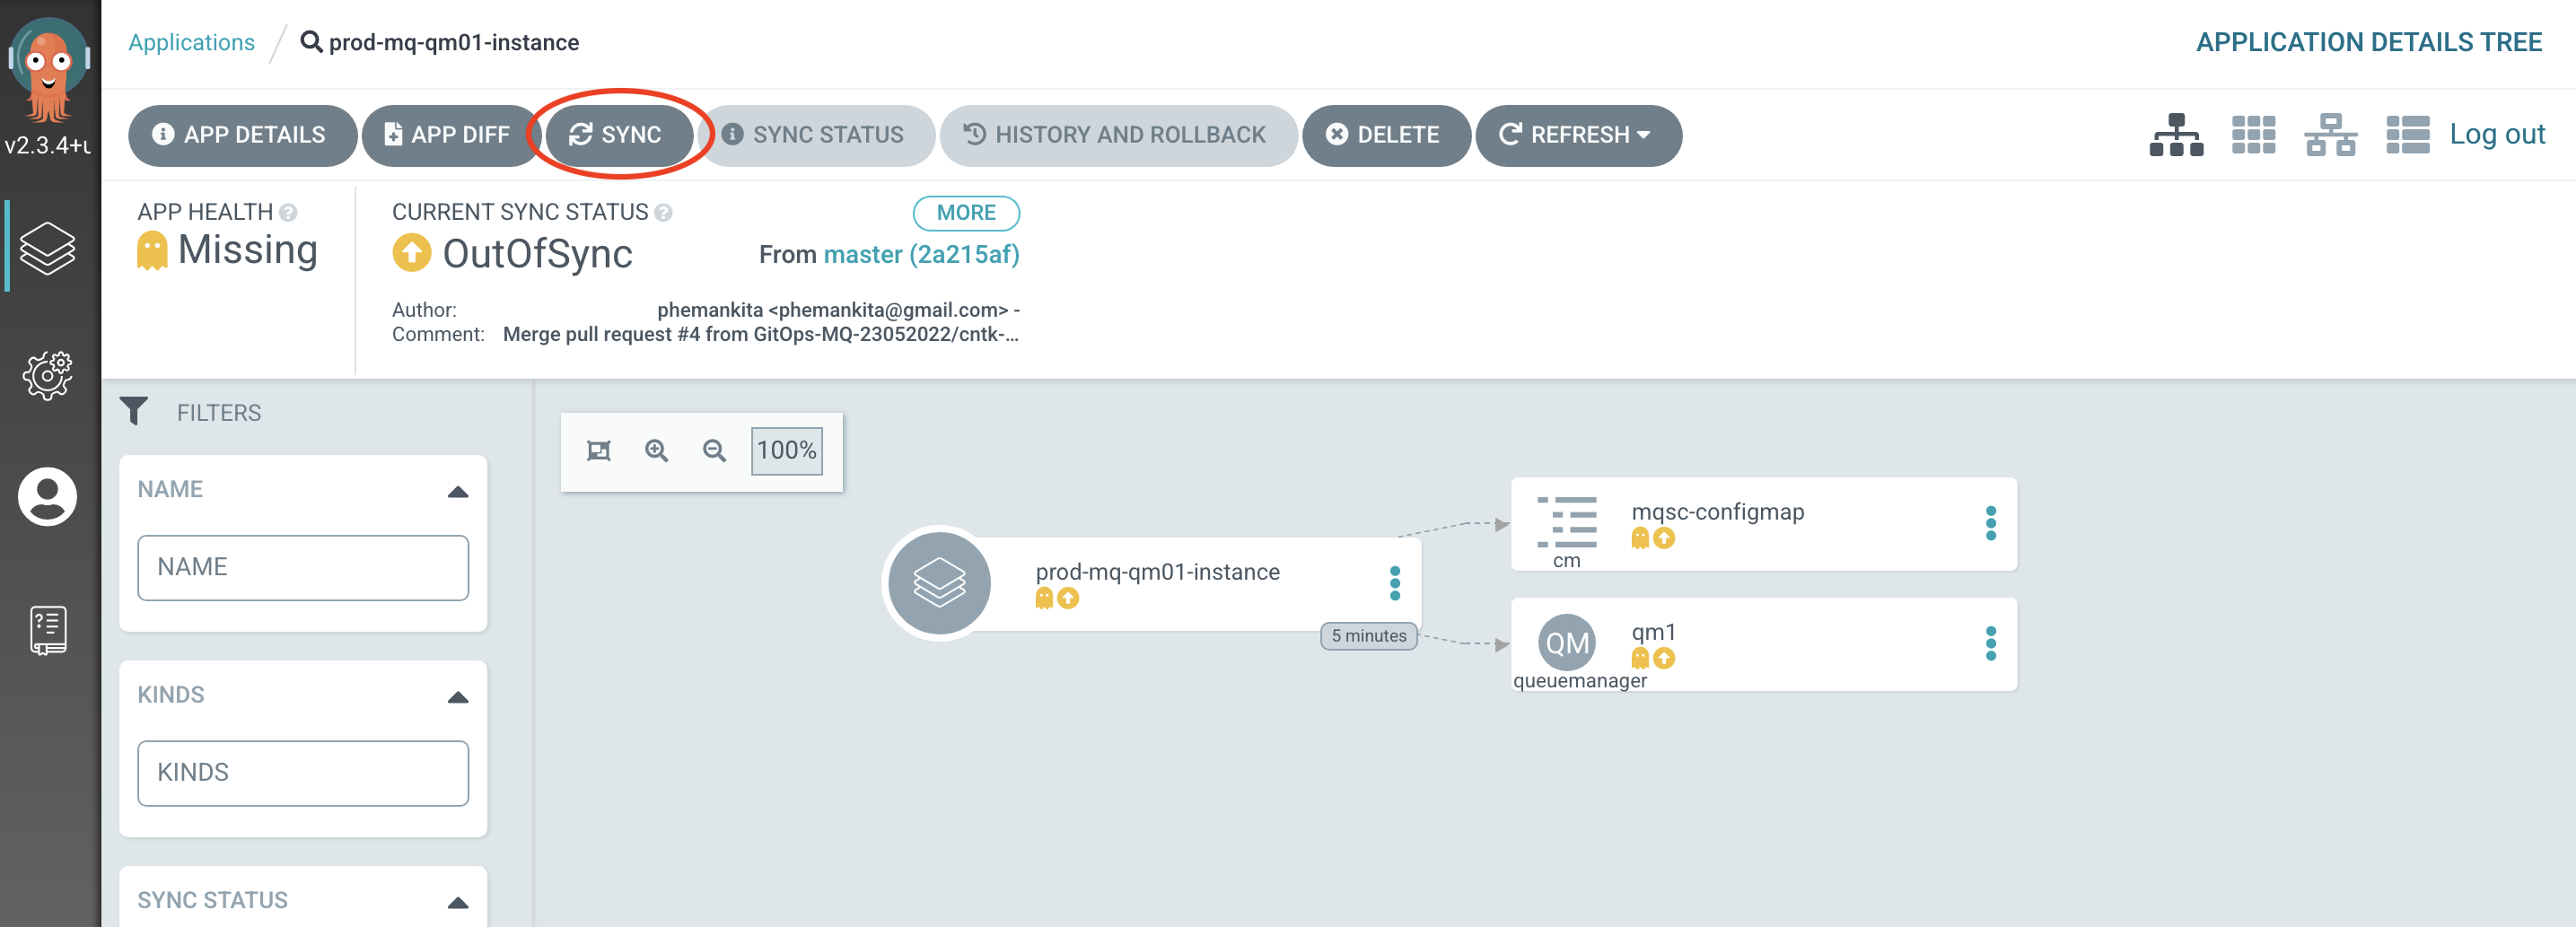 Applications / prod-mq-qm01-instance
APPLICATION DETAILS TREE
v2.3.4+u
APP DETAILS
APP DIFF
SYNC
SYNC STATUS
HISTORY AND ROLLBACK
DELETE
REFRESH
Log out
APP HEALTH
Missing
CURRENT SYNC STATUS
MORE
OutOfSync
From master (2a215af)
Author: phemankita <phemankita@gmail.com> -
Comment: Merge pull request #4 from GitOps-MQ-23052022/cntk-...
FILTERS
NAME
NAME
KINDS
KINDS
SYNC STATUS
100%
prod-mq-qm01-instance
5 minutes
mqsc-configmap
cm
QM
qm1
queuemanager